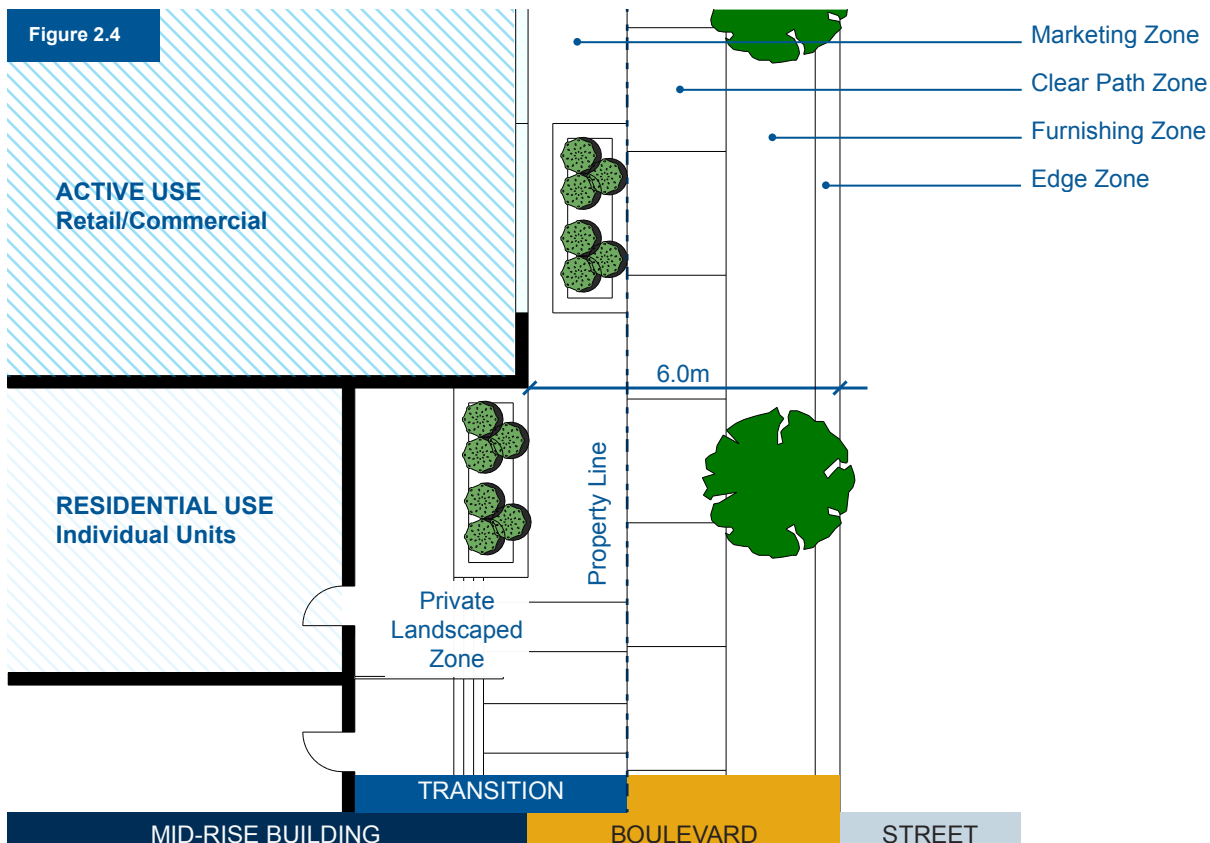 Figure 2.4
Marketing Zone
Clear Path Zone
Furnishing Zone
Edge Zone
ACTIVE USE
Retail/Commercial
6.0m
Property Line
RESIDENTIAL USE
Individual Units
Private
Landscaped
Zone
TRANSITION
MID-RISE BUILDING
BOULEVARD
STREET